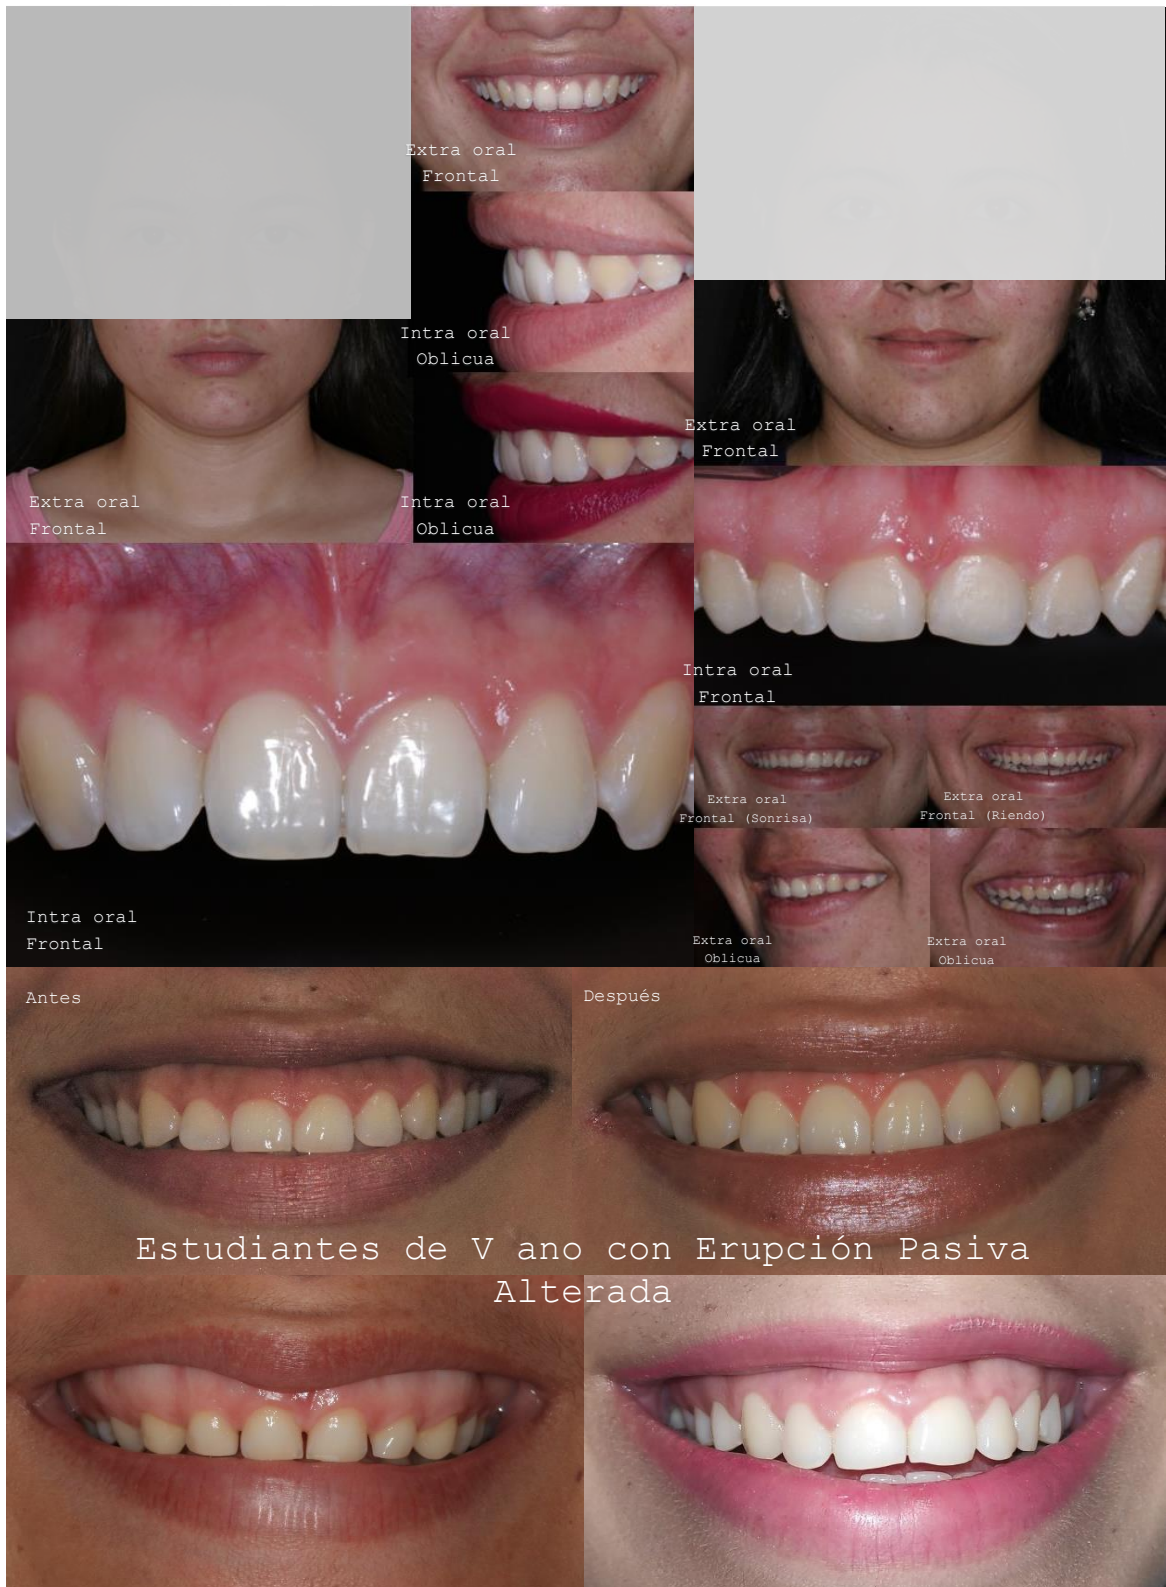 Extra oral
Frontal
Intra oral
Oblicua
Extra oral
Frontal
Extra oral
Frontal
Intra oral
Oblicua
Intra oral
Frontal
Extra oral
Frontal (Sonrisa)
Extra oral
Frontal (Riendo)
Intra oral
Frontal
Extra oral
Oblicua
Extra oral
Oblicua
Antes
Después
Estudiantes de V ano con Erupción Pasiva
Alterada